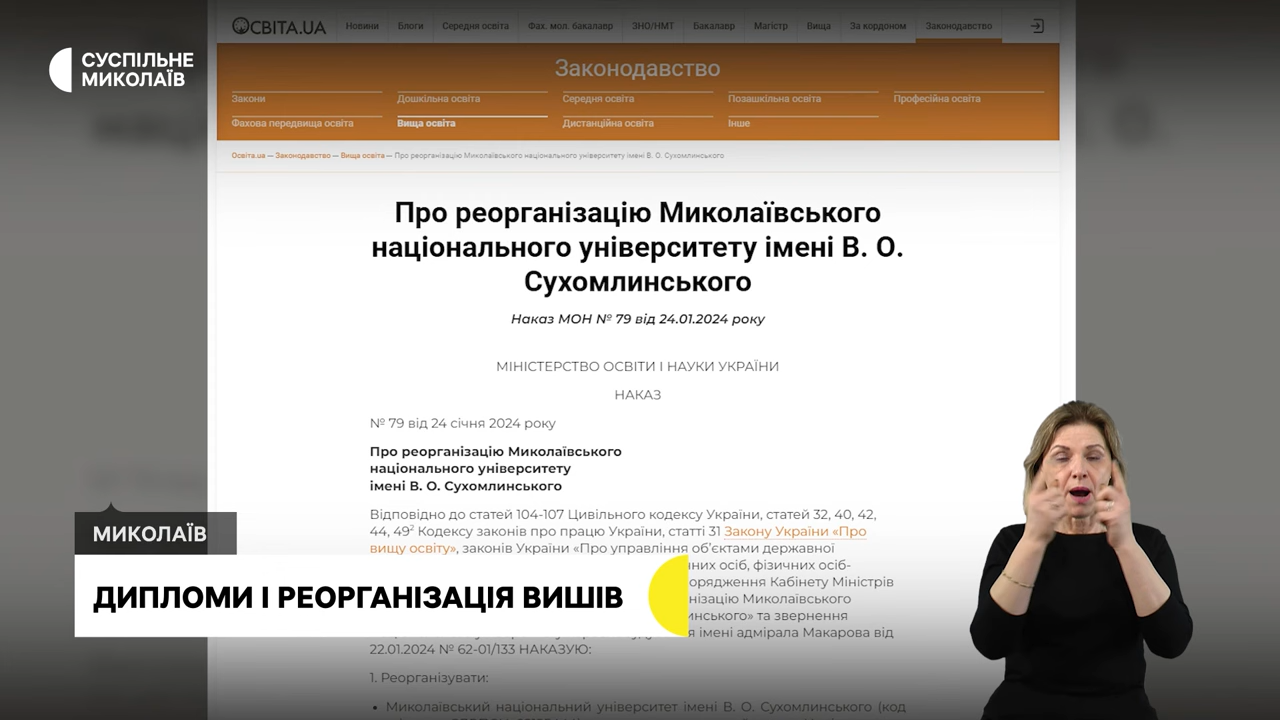 СУСПІЛЬНЕ
МИКОЛАЇВ
ОСВІТА.UA
Новини
Блоги
Середня освіта
Фах. мол. бакалавр
ЗНО/НМТ
Бакалавр
Магістр
Вища
За кордоном
Законодавство
Законодавство
Закони
Дошкільна освіта
Середня освіта
Позашкільна освіта
Професійна освіта
Фахова передвища освіта
Вища освіта
Дистанційна освіта
Інше
Освіта.ua — Законодавство — Вища освіта — Про реорганізацію Миколаївського національного університету імені В. О. Сухомлинського
Про реорганізацію Миколаївського
національного університету імені В. О.
Сухомлинського
Наказ МОН № 79 від 24.01.2024 року
МІНІСТЕРСТВО ОСВІТИ І НАУКИ УКРАЇНИ
НАКАЗ
№ 79 від 24 січня 2024 року
Про реорганізацію Миколаївського
національного університету
імені В. О. Сухомлинського
Відповідно до статей 104-107 Цивільного кодексу України, статей 32, 40, 42,
44, 49² Кодексу законів про працю України, статті 31 Закону України «Про
вищу освіту», законів України «Про управління об'єктами державної
осіб, фізичних осіб-
Кабінету Міністрів
Миколаївського
та звернення
імені адмірала Макарова від
22.01.2024 № 62-01/133 НАКАЗУЮ:
1. Реорганізувати:
• Миколаївський національний університет імені В. О. Сухомлинського (код
МИКОЛАЇВ
ДИПЛОМИ І РЕОРГАНІЗАЦІЯ ВИШІВ